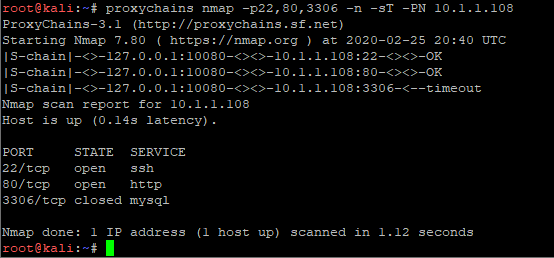 root@kali:~# proxychains nmap -p22,80,3306 -n -sT -PN 10.1.1.108
ProxyChains-3.1 (http://proxychains.sf.net)
Starting Nmap 7.80 ( https://nmap.org ) at 2020-02-25 20:40 UTC
|S-chain|-<>-127.0.0.1:10080-<><>-10.1.1.108:22-<><>-OK
|S-chain|-<>-127.0.0.1:10080-<><>-10.1.1.108:80-<><>-OK
|S-chain|-<>-127.0.0.1:10080-<><>-10.1.1.108:3306-<--timeout
Nmap scan report for 10.1.1.108
Host is up (0.14s latency).
PORT     STATE  SERVICE
22/tcp   open   ssh
80/tcp   open   http
3306/tcp closed mysql
Nmap done: 1 IP address (1 host up) scanned in 1.12 seconds
root@kali:~#